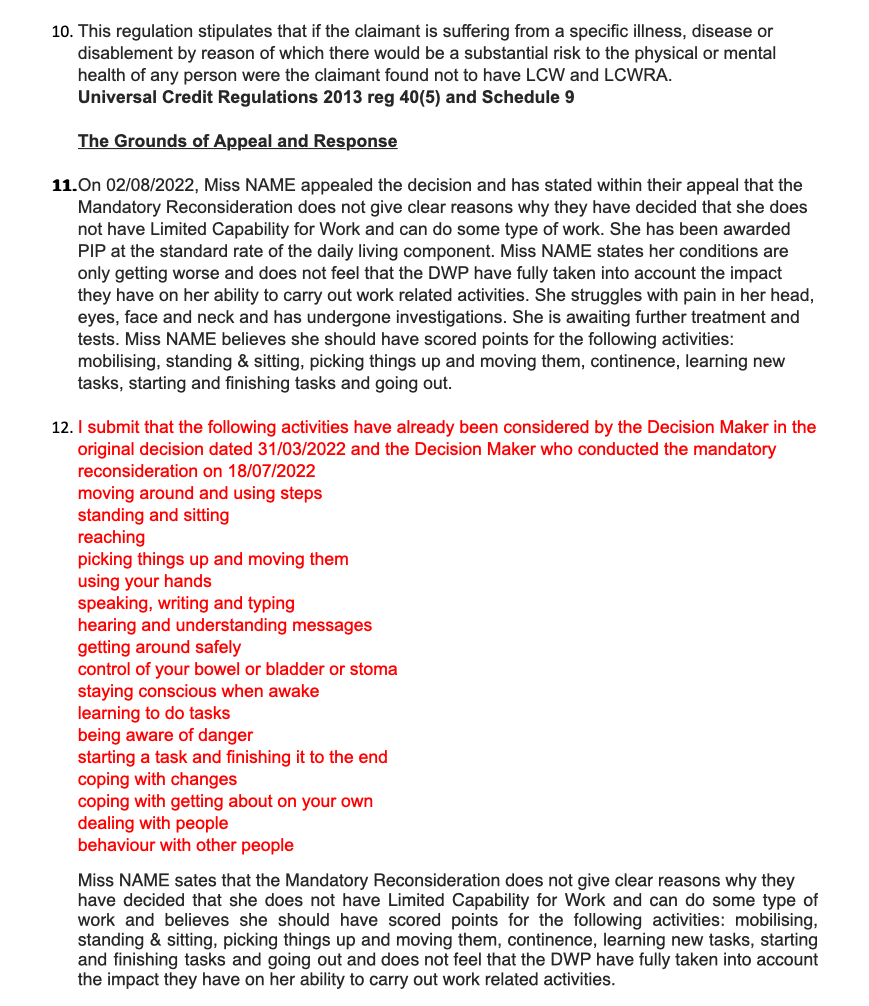 10. This regulation stipulates that if the claimant is suffering from a specific illness, disease or
disablement by reason of which there would be a substantial risk to the physical or mental
health of any person were the claimant found not to have LCW and LCWRA.
Universal Credit Regulations 2013 reg 40(5) and Schedule 9
The Grounds of Appeal and Response
11.On 02/08/2022, Miss NAME appealed the decision and has stated within their appeal that the
Mandatory Reconsideration does not give clear reasons why they have decided that she does
not have Limited Capability for Work and can do some type of work. She has been awarded
PIP at the standard rate of the daily living component. Miss NAME states her conditions are
only getting worse and does not feel that the DWP have fully taken into account the impact
they have on her ability to carry out work related activities. She struggles with pain in her head,
eyes, face and neck and has undergone investigations. She is awaiting further treatment and
tests. Miss NAME believes she should have scored points for the following activities:
mobilising, standing & sitting, picking things up and moving them, continence, learning new
tasks, starting and finishing tasks and going out.
12. I submit that the following activities have already been considered by the Decision Maker in the
original decision dated 31/03/2022 and the Decision Maker who conducted the mandatory
reconsideration on 18/07/2022
moving around and using steps
standing and sitting
reaching
picking things up and moving them
using your hands
speaking, writing and typing
hearing and understanding messages
getting around safely
control of your bowel or bladder or stoma
staying conscious when awake
learning to do tasks
being aware of danger
starting a task and finishing it to the end
coping with changes
coping with getting about on your own
dealing with people
behaviour with other people
Miss NAME sates that the Mandatory Reconsideration does not give clear reasons why they
have decided that she does not have Limited Capability for Work and can do some type of
work and believes she should have scored points for the following activities: mobilising,
standing & sitting, picking things up and moving them, continence, learning new tasks, starting
and finishing tasks and going out and does not feel that the DWP have fully taken into account
the impact they have on her ability to carry out work related activities.